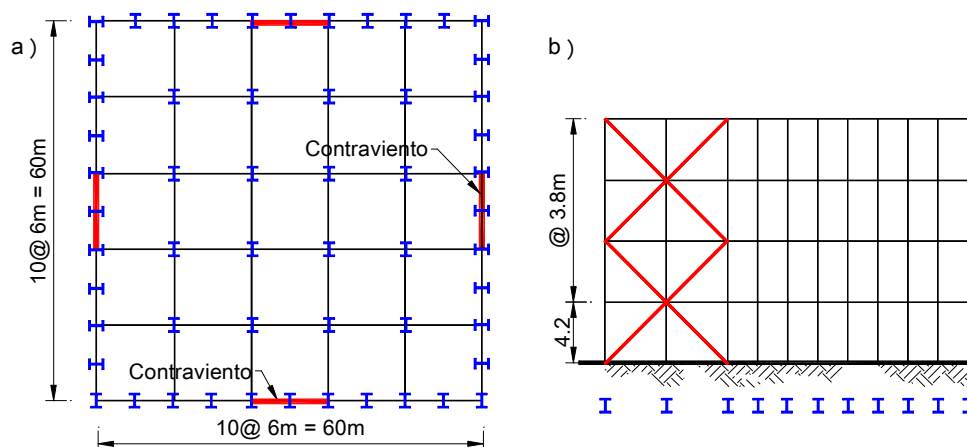 a)
b)
10@ 6m = 60m
Contraviento
Contraviento
10@ 6m = 60m
@ 3.8m
4.2